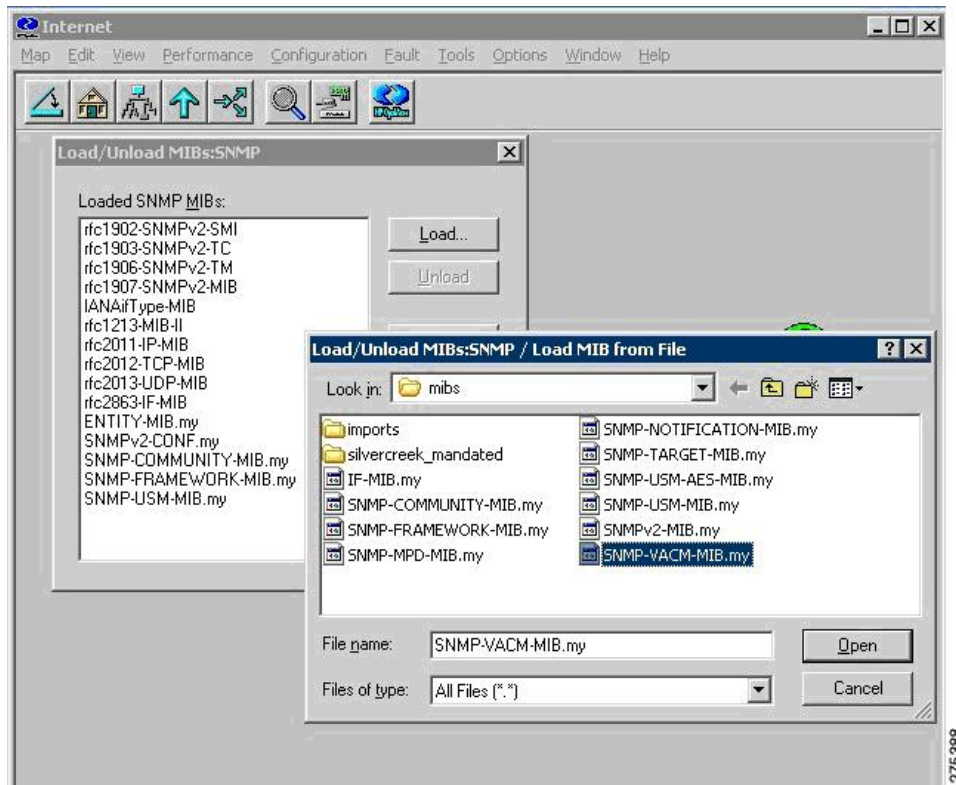 Internet
Map Edit View Performance Configuration Fault Tools Options Window Help
Load/Unload MIBs:SNMP
Loaded SNMP MIBs:
rfc1902-SNMPv2-SMI
rfc1903-SNMPv2-TC
rfc1906-SNMPv2-TM
rfc1907-SNMPv2-MIB
IANAifType-MIB
rfc1213-MIB-II
rfc2011-IP-MIB
rfc2012-TCP-MIB
rfc2013-UDP-MIB
rfc2863-IF-MIB
ENTITY-MIB.my
SNMPv2-CONF.my
SNMP-COMMUNITY-MIB.my
SNMP-FRAMEWORK-MIB.my
SNMP-USM-MIB.my
Load...
Unload
Load/Unload MIBs:SNMP / Load MIB from File
Look in: mibs
imports
silvercreek_mandated
IF-MIB.my
SNMP-COMMUNITY-MIB.my
SNMP-FRAMEWORK-MIB.my
SNMP-MPD-MIB.my
SNMP-NOTIFICATION-MIB.my
SNMP-TARGET-MIB.my
SNMP-USM-AES-MIB.my
SNMP-USM-MIB.my
SNMPv2-MIB.my
SNMP-VACM-MIB.my
File name: SNMP-VACM-MIB.my
Open
Files of type: All Files (*.*)
Cancel
275388